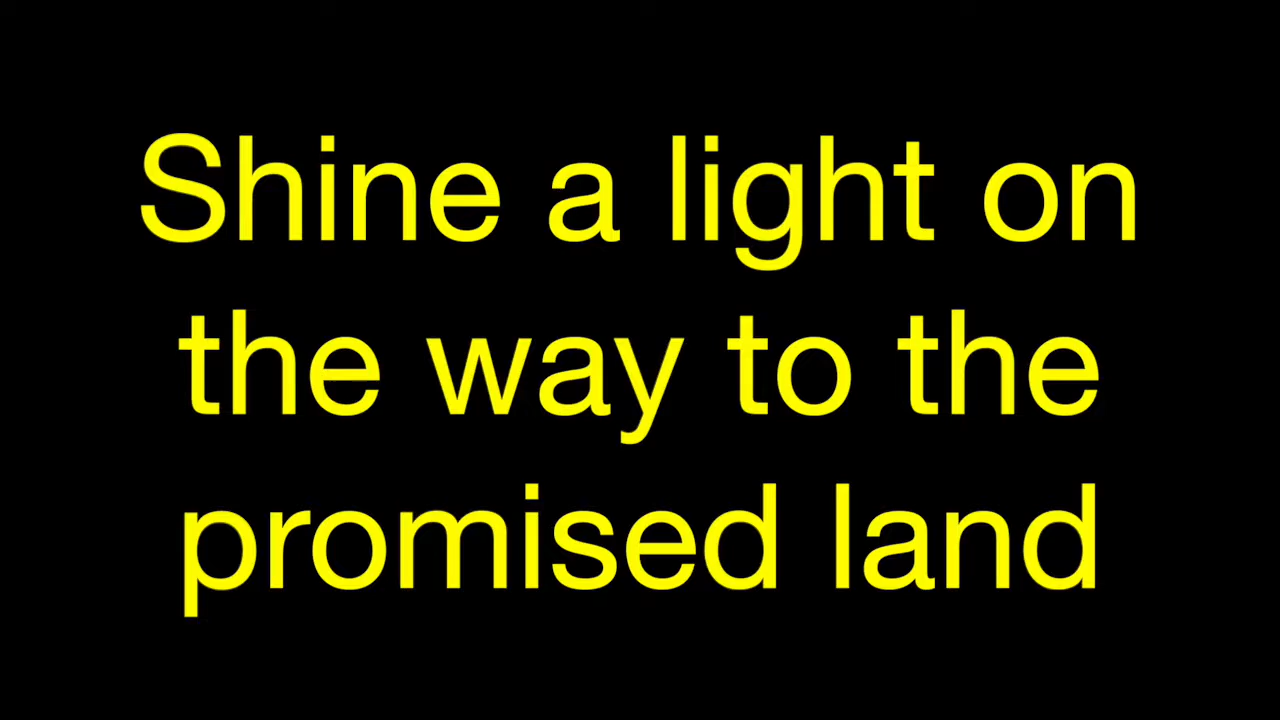 Shine a light on
the way to the
promised land